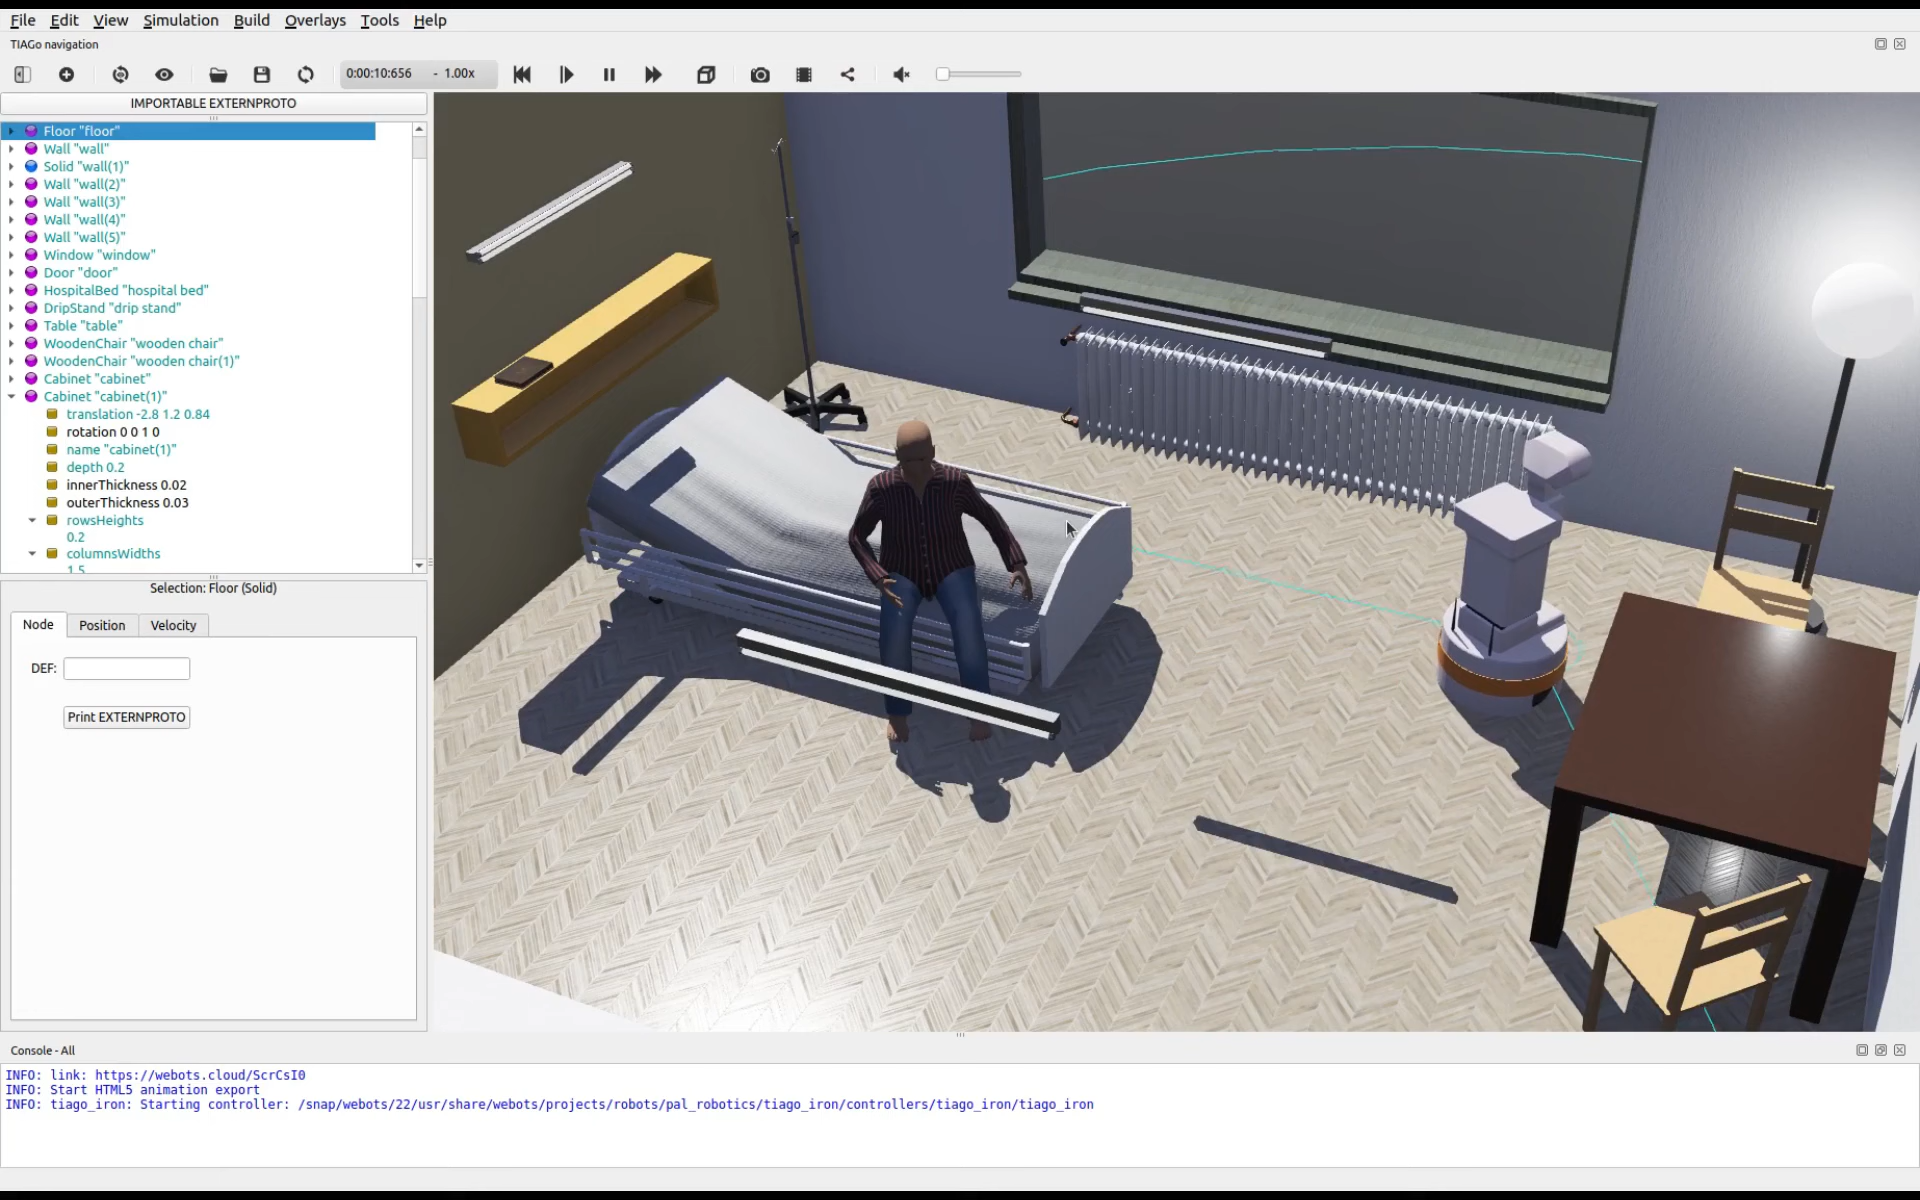 File Edit View Simulation Build Overlays Tools Help
TIAGo navigation
0:00:10:656 - 1.00x
IMPORTABLE EXTERNPROTO
Floor "floor"
Wall "wall"
Solid "wall(1)"
Wall "wall(2)"
Wall "wall(3)"
Wall "wall(4)"
Wall "wall(5)"
Window "window"
Door "door"
HospitalBed "hospital bed"
DripStand "drip stand"
Table "table"
WoodenChair "wooden chair"
WoodenChair "wooden chair(1)"
Cabinet "cabinet"
Cabinet "cabinet(1)"
translation -2.8 1.2 0.84
rotation 0 0 1 0
name "cabinet(1)"
depth 0.2
innerThickness 0.02
outerThickness 0.03
rowsHeights
0.2
columnsWidths
1.5
Selection: Floor (Solid)
Node Position Velocity
DEF:
Print EXTERNPROTO
Console - All
INFO: link: https://webots.cloud/ScrCsI0
INFO: Start HTML5 animation export
INFO: tiago_iron: Starting controller: /snap/webots/22/usr/share/webots/projects/robots/pal_robotics/tiago_iron/controllers/tiago_iron/tiago_iron